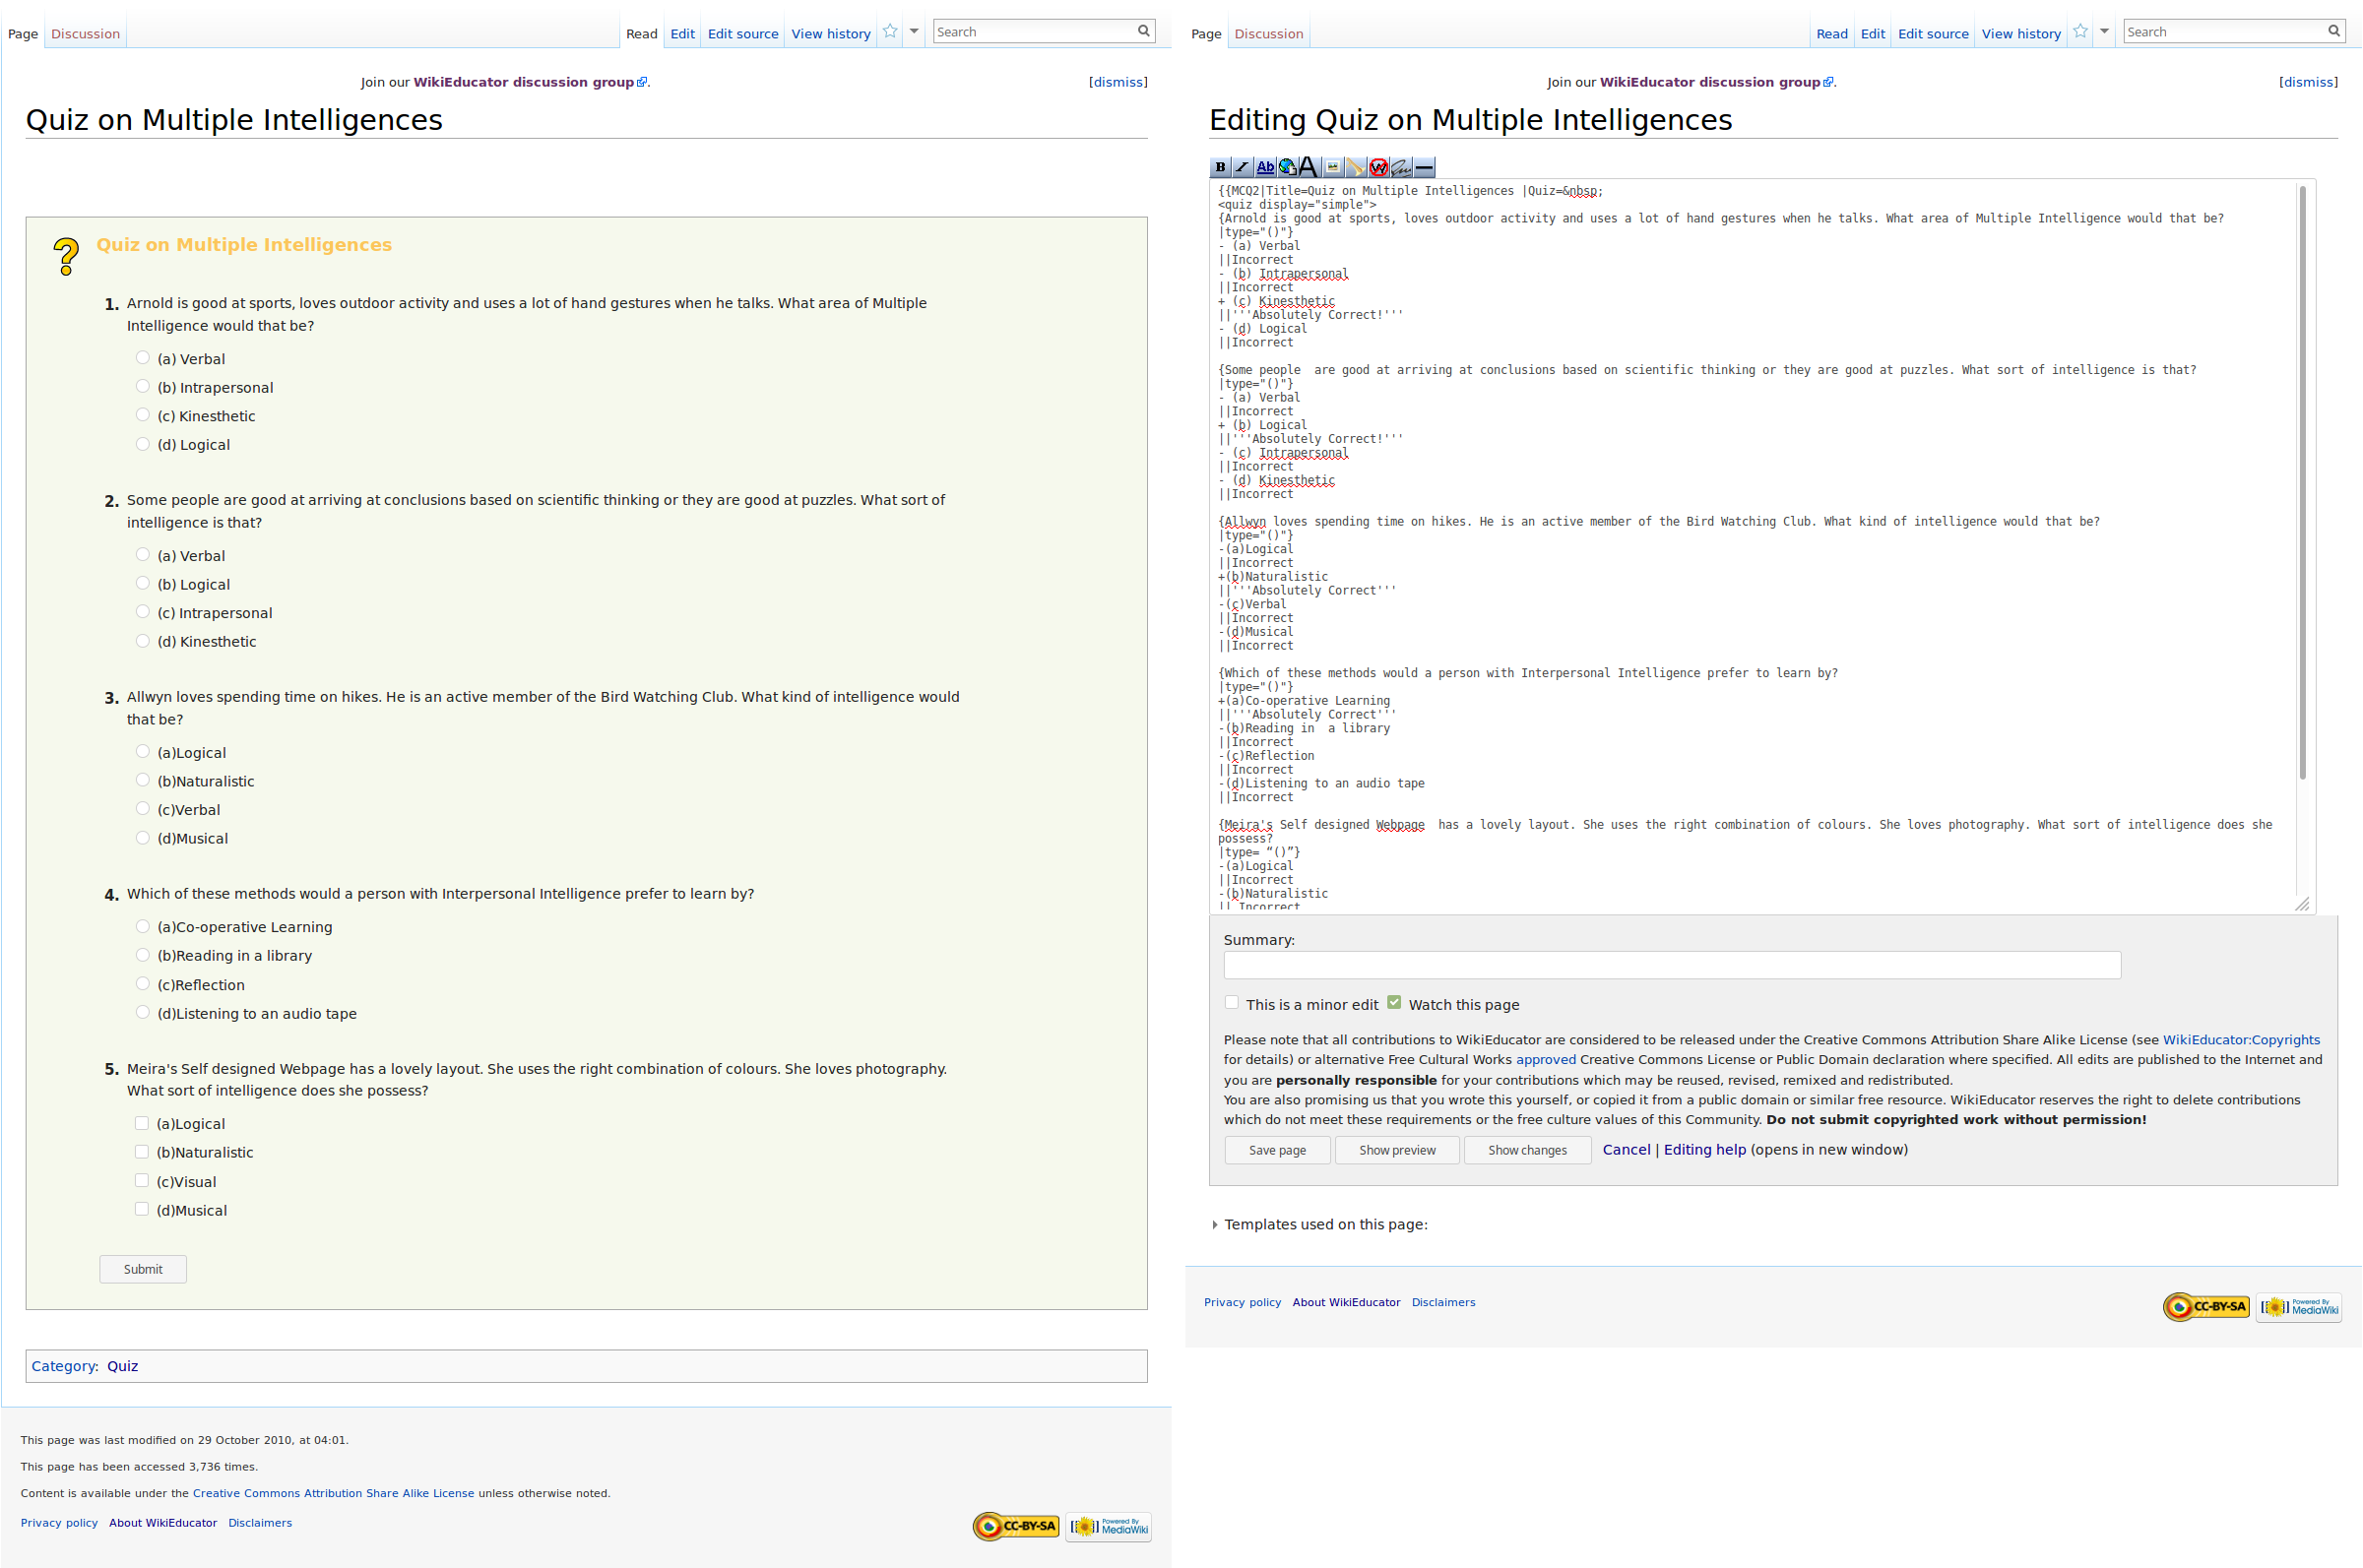 Page Discussion Read Edit Edit source View history Search
Join our WikiEducator discussion group. [dismiss]
Quiz on Multiple Intelligences
Quiz on Multiple Intelligences
1. Arnold is good at sports, loves outdoor activity and uses a lot of hand gestures when he talks. What area of Multiple
Intelligence would that be?
(a) Verbal
(b) Intrapersonal
(c) Kinesthetic
(d) Logical
2. Some people are good at arriving at conclusions based on scientific thinking or they are good at puzzles. What sort of
intelligence is that?
(a) Verbal
(b) Logical
(c) Intrapersonal
(d) Kinesthetic
3. Allwyn loves spending time on hikes. He is an active member of the Bird Watching Club. What kind of intelligence would
that be?
(a)Logical
(b)Naturalistic
(c)Verbal
(d)Musical
4. Which of these methods would a person with Interpersonal Intelligence prefer to learn by?
(a)Co-operative Learning
(b)Reading in a library
(c)Reflection
(d)Listening to an audio tape
5. Meira's Self designed Webpage has a lovely layout. She uses the right combination of colours. She loves photography.
What sort of intelligence does she possess?
(a)Logical
(b)Naturalistic
(c)Visual
(d)Musical
Submit
Category: Quiz
This page was last modified on 29 October 2010, at 04:01.
This page has been accessed 3,736 times.
Content is available under the Creative Commons Attribution Share Alike License unless otherwise noted.
Privacy policy About WikiEducator Disclaimers
CC-BY-SA
Powered By
MediaWiki
Page Discussion Read Edit Edit source View history Search
Join our WikiEducator discussion group. [dismiss]
Editing Quiz on Multiple Intelligences
B I Ab A W
{{MCQ2|Title=Quiz on Multiple Intelligences |Quiz=&nbsp;
<quiz display="simple">
{Arnold is good at sports, loves outdoor activity and uses a lot of hand gestures when he talks. What area of Multiple Intelligence would that be?
|type="()"}
- (a) Verbal
||Incorrect
- (b) Intrapersonal
||Incorrect
+ (c) Kinesthetic
||'''Absolutely Correct!'''
- (d) Logical
||Incorrect
{Some people  are good at arriving at conclusions based on scientific thinking or they are good at puzzles. What sort of intelligence is that?
|type="()"}
- (a) Verbal
||Incorrect
+ (b) Logical
||'''Absolutely Correct!'''
- (c) Intrapersonal
||Incorrect
- (d) Kinesthetic
||Incorrect
{Allwyn loves spending time on hikes. He is an active member of the Bird Watching Club. What kind of intelligence would that be?
|type="()"}
-(a)Logical
||Incorrect
+(b)Naturalistic
||'''Absolutely Correct'''
-(c)Verbal
||Incorrect
-(d)Musical
||Incorrect
{Which of these methods would a person with Interpersonal Intelligence prefer to learn by?
|type="()"}
+(a)Co-operative Learning
||'''Absolutely Correct'''
-(b)Reading in  a library
||Incorrect
-(c)Reflection
||Incorrect
-(d)Listening to an audio tape
||Incorrect
{Meira's Self designed Webpage  has a lovely layout. She uses the right combination of colours. She loves photography. What sort of intelligence does she
possess?
|type= “()”}
-(a)Logical
||Incorrect
-(b)Naturalistic
|| Incorrect
Summary:
This is a minor edit Watch this page
Please note that all contributions to WikiEducator are considered to be released under the Creative Commons Attribution Share Alike License (see WikiEducator:Copyrights
for details) or alternative Free Cultural Works approved Creative Commons License or Public Domain declaration where specified. All edits are published to the Internet and
you are personally responsible for your contributions which may be reused, revised, remixed and redistributed.
You are also promising us that you wrote this yourself, or copied it from a public domain or similar free resource. WikiEducator reserves the right to delete contributions
which do not meet these requirements or the free culture values of this Community. Do not submit copyrighted work without permission!
Save page Show preview Show changes Cancel | Editing help (opens in new window)
Templates used on this page:
Privacy policy About WikiEducator Disclaimers
CC-BY-SA
Powered By
MediaWiki